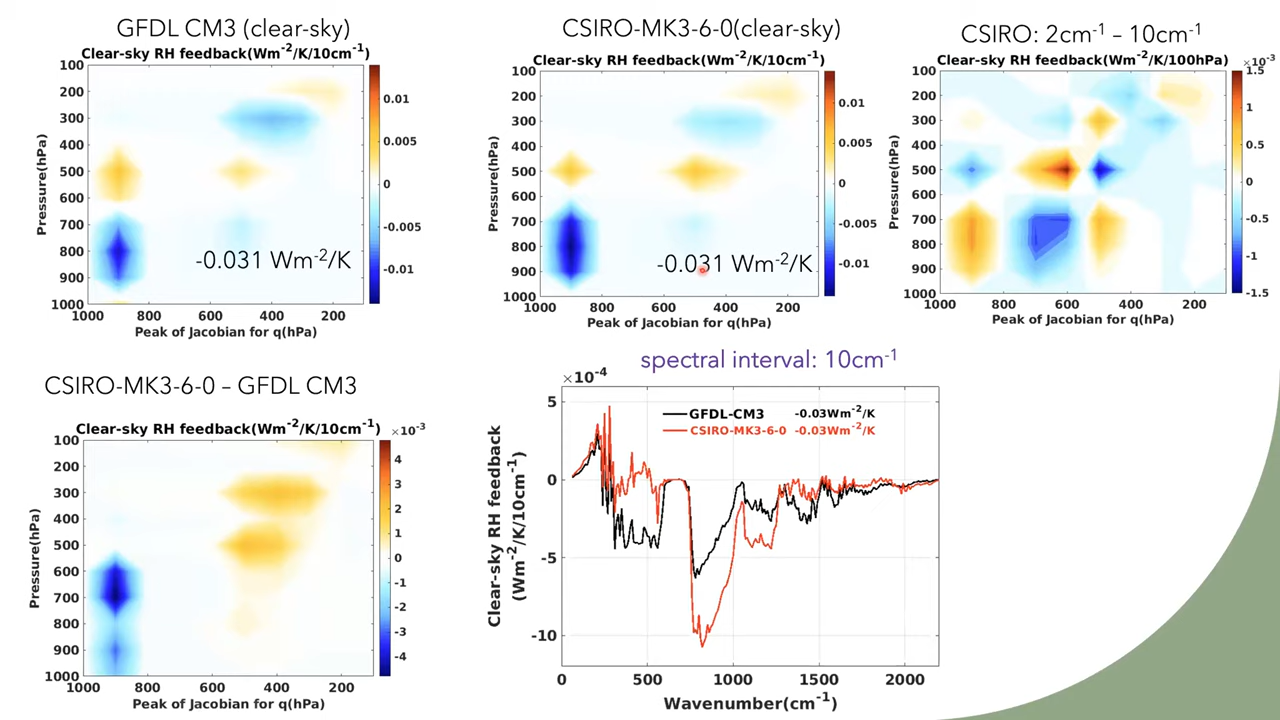 GFDL CM3 (clear-sky)
Clear-sky RH feedback(Wm⁻²/K/10cm⁻¹)
100
200
300
400
500
600
700
800
900
1000
Pressure(hPa)
-0.031 Wm⁻²/K
1000 800 600 400 200
Peak of Jacobian for q(hPa)
0.01
0.005
0
-0.005
-0.01
CSIRO-MK3-6-0(clear-sky)
Clear-sky RH feedback(Wm⁻²/K/10cm⁻¹)
100
200
300
400
500
600
700
800
900
1000
Pressure(hPa)
-0.031 Wm⁻²/K
1000 800 600 400 200
Peak of Jacobian for q(hPa)
0.01
0.005
0
-0.005
-0.01
CSIRO: 2cm⁻¹ – 10cm⁻¹
Clear-sky RH feedback(Wm⁻²/K/100hPa)
×10⁻³
100
200
300
400
500
600
700
800
900
1000
Pressure(hPa)
1000 800 600 400 200
Peak of Jacobian for q(hPa)
1.5
1
0.5
0
-0.5
-1
-1.5
CSIRO-MK3-6-0 – GFDL CM3
Clear-sky RH feedback(Wm⁻²/K/10cm⁻¹)
×10⁻³
100
200
300
400
500
600
700
800
900
1000
Pressure(hPa)
1000 800 600 400 200
Peak of Jacobian for q(hPa)
4
3
2
1
0
-1
-2
-3
-4
spectral interval: 10cm⁻¹
×10⁻⁴
GFDL-CM3 -0.03Wm⁻²/K
CSIRO-MK3-6-0 -0.03Wm⁻²/K
5
0
-5
-10
Clear-sky RH feedback
(Wm⁻²/K/10cm⁻¹)
0 500 1000 1500 2000
Wavenumber(cm⁻¹)